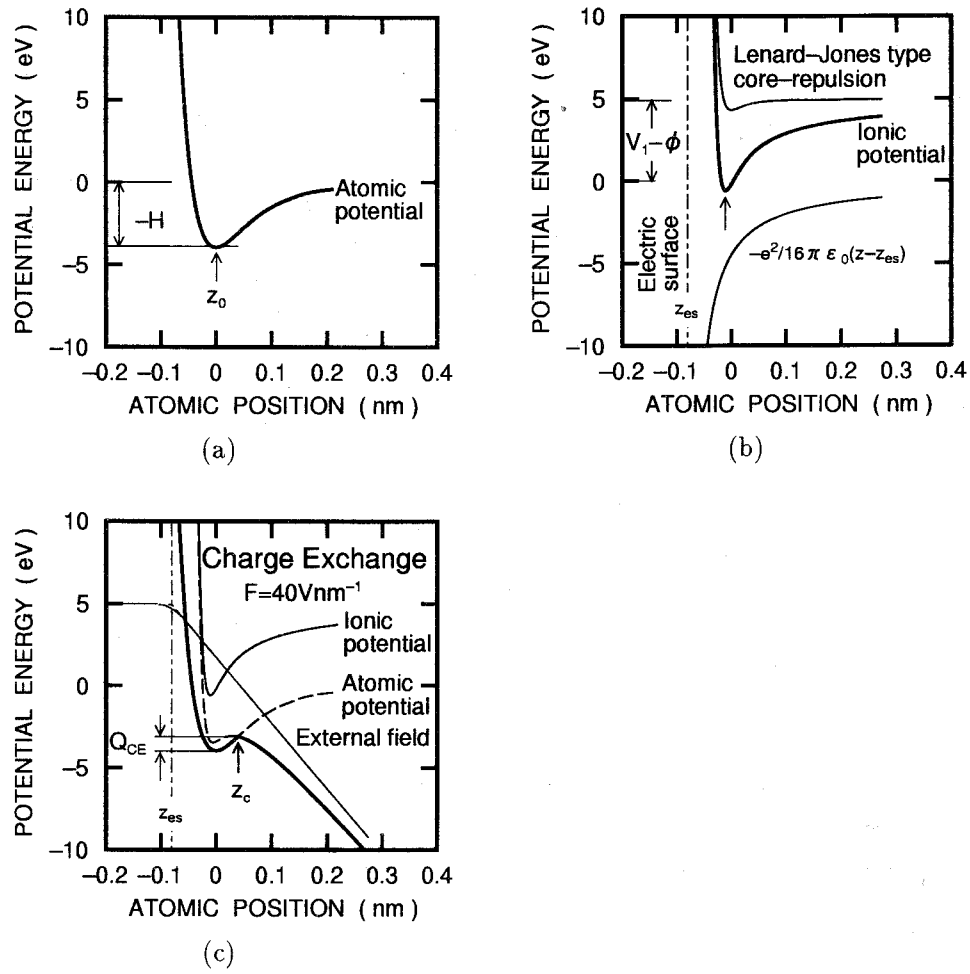 POTENTIAL ENERGY ( eV )
10
5
0
−5
−10
−H
Atomic
potential
z₀
−0.2 −0.1 0 0.1 0.2 0.3 0.4
ATOMIC POSITION ( nm )
(a)
POTENTIAL ENERGY ( eV )
10
5
0
−5
−10
Lenard−Jones type
core−repulsion
V₁−ϕ
Ionic
potential
Electric
surface
−e²/16π ε₀(z−z_es)
z_es
−0.2 −0.1 0 0.1 0.2 0.3 0.4
ATOMIC POSITION ( nm )
(b)
POTENTIAL ENERGY ( eV )
10
5
0
−5
−10
Charge Exchange
F=40Vnm⁻¹
Ionic
potential
Atomic
potential
External field
Q_CE
z_c
z_es
−0.2 −0.1 0 0.1 0.2 0.3 0.4
ATOMIC POSITION ( nm )
(c)